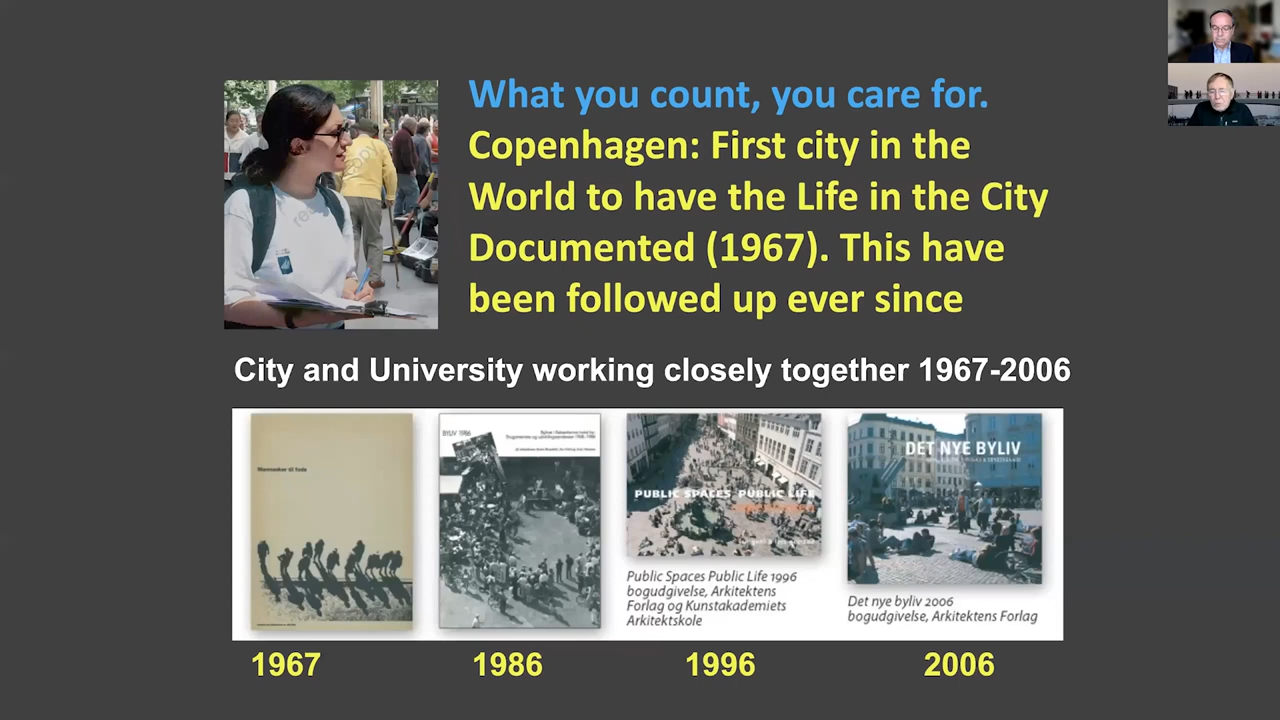 What you count, you care for.
Copenhagen: First city in the
World to have the Life in the City
Documented (1967). This have
been followed up ever since
City and University working closely together 1967-2006
Mennesker til fods
BYLIV 1986
PUBLIC SPACES PUBLIC LIFE
DET NYE BYLIV
Public Spaces Public Life 1996
bogudgivelse, Arkitektens
Forlag og Kunstakademiets
Arkitektskole
Det nye byliv 2006
bogudgivelse, Arkitektens Forlag
1967
1986
1996
2006